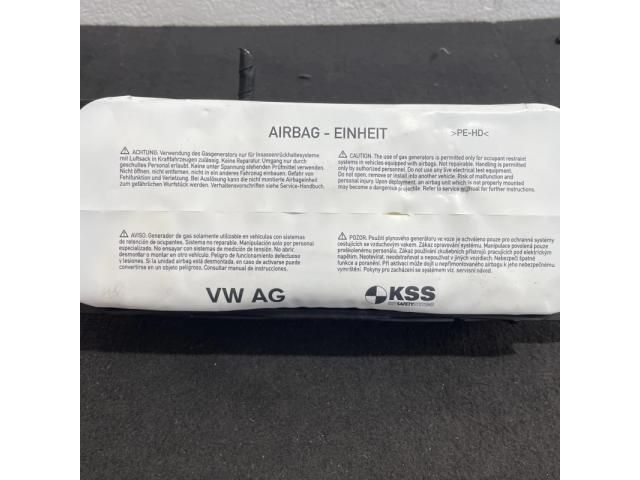 AIRBAG - EINHEIT >PE-HD<
⚠ ACHTUNG: Verwendung des Gasgenerators nur für Insassenrückhaltesysteme
mit Luftsack in Kraftfahrzeugen zulässig. Keine Reparatur. Umgang nur durch
geschultes Personal erlaubt. Keine unter Spannung stehenden Prüfmittel verwenden.
Nicht öffnen, nicht entfernen, nicht in ein anderes Fahrzeug einbauen. Gefahr von
Fehlfunktion und Verletzung. Bei Auslösung kann die nicht montierte Airbageinheit
zum gefährlichen Wurfstück werden. Verhaltensvorschriften siehe Service-Handbuch.
⚠ CAUTION: The use of gas generators is permitted only for occupant restraint
systems in vehicles equipped with airbags. Not repairable. Handling is permitted
only by authorized personnel. Do not use any live electrical test equipment.
Do not open, remove or install into another vehicle. Risk of malfunction and
personal injury. Upon deployment, an airbag unit which is not properly mounted
may become a dangerous projectile. Refer to service manual for further instructions.
⚠ AVISO: Generador de gas solamente utilizable en vehículos con sistemas
de retención de ocupantes. Sistema no reparable. Manipulación solo por personal
especializado. No ensayar con sistemas de medición de tensión. No abrir,
desmontar o montar en otro vehículo. Peligro de funcionamiento defectuoso
y lesiones. Si la unidad airbag está desmontada, en caso de activarse puede
convertirse en un objeto peligroso. Consultar manual de instrucciones.
⚠ POZOR: Použití plynového generátoru ve voze je schváleno pouze pro ochranné systémy
cestujících se vzduchovým vakem. Zákaz opravování systému. Manipulace povolená pouze
proškolenému personálu. Zákaz používání zkoušecích prostředků, pracujících pod elektrickým
napětím. Neotevírat, neodstraňovat a nezabudovávat v jiných vozidlech. Nebezpečí špatné
funkce a poranění. Při aktivaci může dojít u nepřimontovaného airbagu k jeho nebezpečnému
vymrštění. Pokyny pro zacházení se systémem viz. servisní návod.
VW AG KSS
KEY SAFETY SYSTEMS